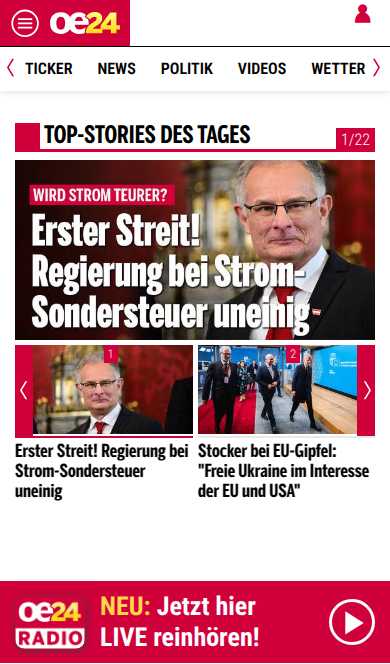 oe24
TICKER NEWS POLITIK VIDEOS WETTER
TOP-STORIES DES TAGES
1/22
WIRD STROM TEURER?
Erster Streit!
Regierung bei Strom-
Sondersteuer uneinig
1
2
Erster Streit! Regierung bei
Strom-Sondersteuer
uneinig
Stocker bei EU-Gipfel:
"Freie Ukraine im Interesse
der EU und USA"
oe24
RADIO
NEU: Jetzt hier
LIVE reinhören!